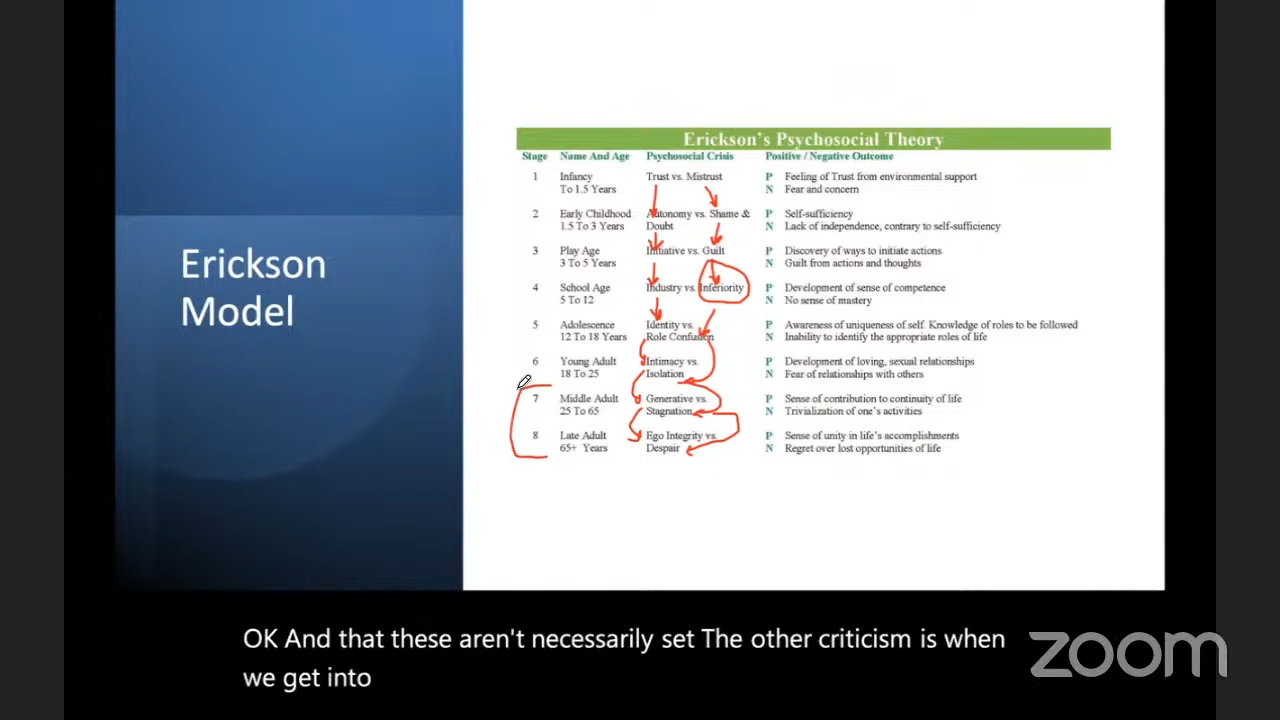 Erickson
Model
Erickson's Psychosocial Theory
Stage Name And Age Psychosocial Crisis Positive / Negative Outcome
1 Infancy Trust vs. Mistrust P Feeling of Trust from environmental support
To 1.5 Years N Fear and concern
2 Early Childhood Autonomy vs. Shame & P Self-sufficiency
1.5 To 3 Years Doubt N Lack of independence, contrary to self-sufficiency
3 Play Age Initiative vs. Guilt P Discovery of ways to initiate actions
3 To 5 Years N Guilt from actions and thoughts
4 School Age Industry vs. Inferiority P Development of sense of competence
5 To 12 N No sense of mastery
5 Adolescence Identity vs. P Awareness of uniqueness of self. Knowledge of roles to be followed
12 To 18 Years Role Confusion N Inability to identify the appropriate roles of life
6 Young Adult Intimacy vs. P Development of loving, sexual relationships
18 To 25 Isolation N Fear of relationships with others
7 Middle Adult Generative vs. P Sense of contribution to continuity of life
25 To 65 Stagnation N Trivialization of one's activities
8 Late Adult Ego Integrity vs. P Sense of unity in life's accomplishments
65+ Years Despair N Regret over lost opportunities of life
OK And that these aren't necessarily set The other criticism is when
we get into
zoom